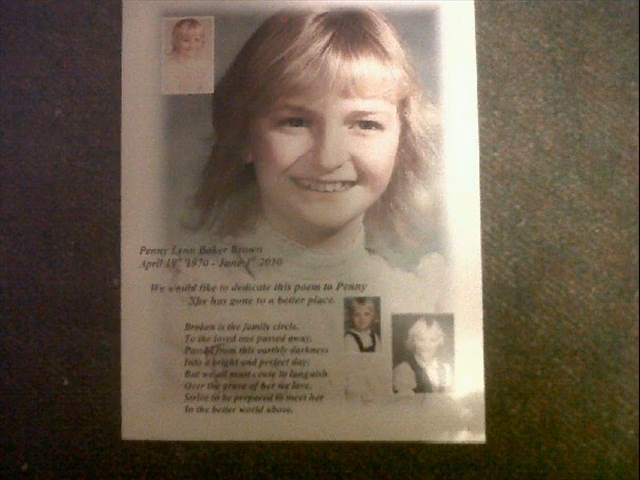 Penny Lynn Baker Brown
April 19th 1970 - June 1st 2010
We would like to dedicate this poem to Penny
She has gone to a better place.
Broken is the family circle,
To the loved one passed away.
Passed from this earthly darkness
Into a bright and perfect day;
But we all must cease to languish
Over the grave of her we love,
Strive to be prepared to meet her
In the better world above.